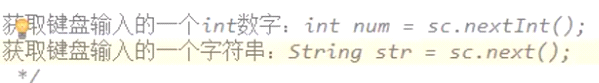 获取键盘输入的一个int数字：int num = sc.nextInt();
获取键盘输入的一个字符串：String str = sc.next();
*/